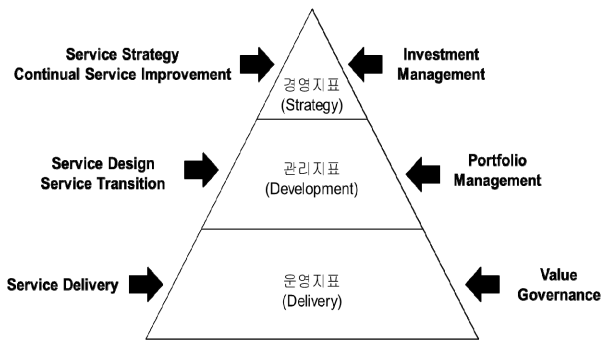 Service Strategy
Continual Service Improvement
경영지표
(Strategy)
Investment
Management
Service Design
Service Transition
관리지표
(Development)
Portfolio
Management
Service Delivery
운영지표
(Delivery)
Value
Governance